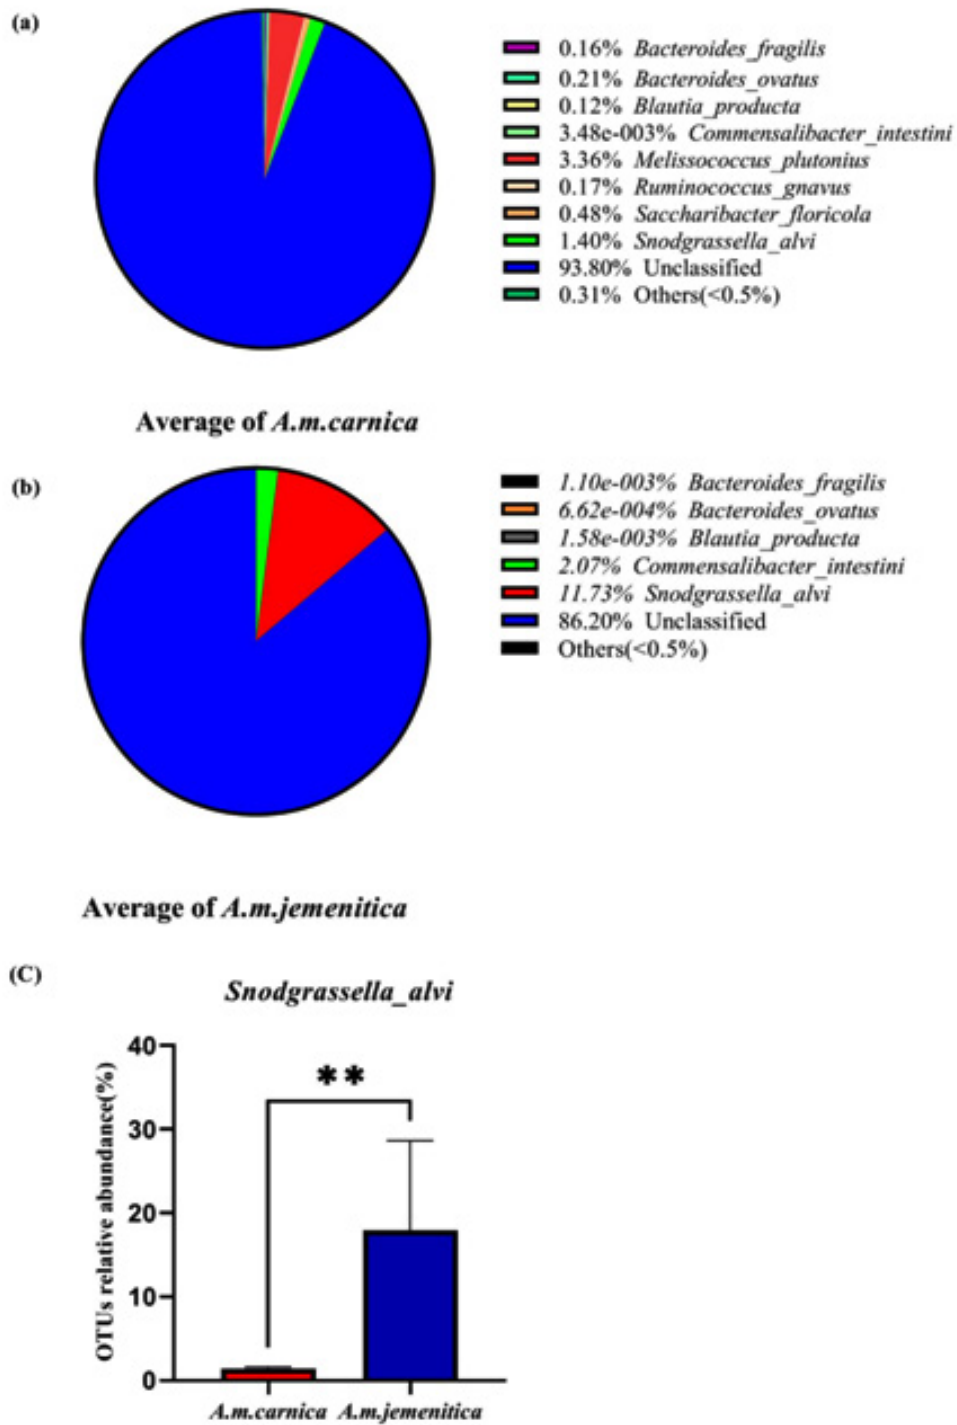 (a)
0.16% Bacteroides_fragilis
0.21% Bacteroides_ovatus
0.12% Blautia_producta
3.48e-003% Commensalibacter_intestini
3.36% Melissococcus_plutonius
0.17% Ruminococcus_gnavus
0.48% Saccharibacter_floricola
1.40% Snodgrassella_alvi
93.80% Unclassified
0.31% Others(<0.5%)
Average of A.m.carnica
(b)
1.10e-003% Bacteroides_fragilis
6.62e-004% Bacteroides_ovatus
1.58e-003% Blautia_producta
2.07% Commensalibacter_intestini
11.73% Snodgrassella_alvi
86.20% Unclassified
Others(<0.5%)
Average of A.m.jemenitica
(C)
Snodgrassella_alvi
OTUs relative abundance(%)
40
30
20
10
0
**
A.m.carnica A.m.jemenitica